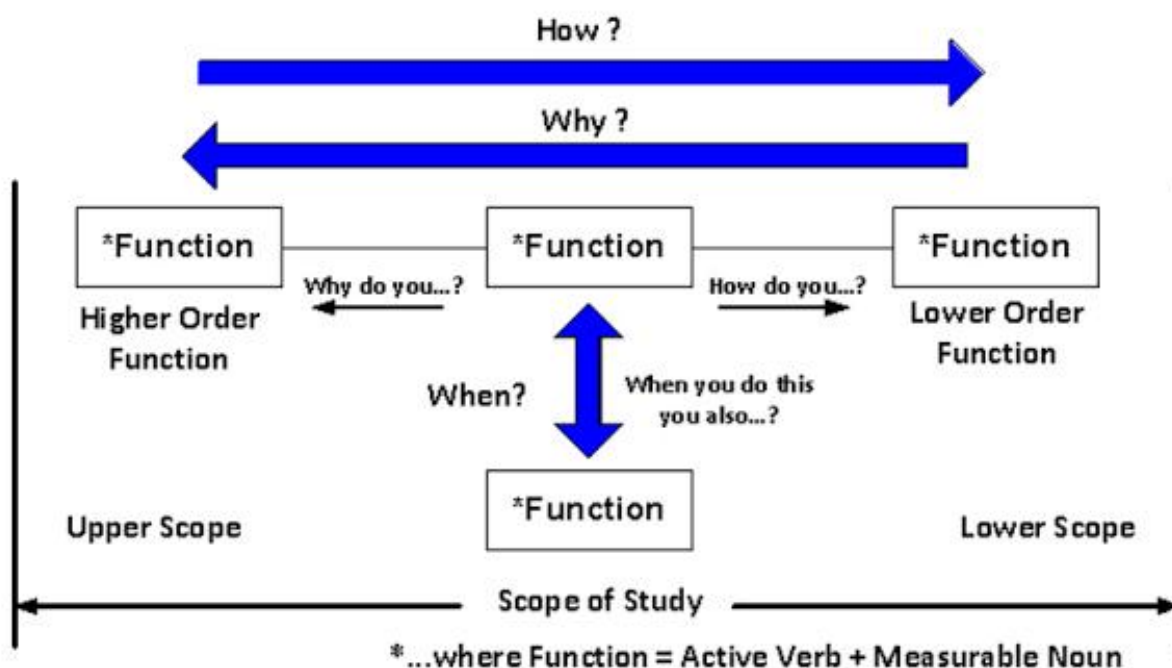 How ?
Why ?
*Function
*Function
*Function
Why do you...?
How do you...?
Higher Order
Function
Lower Order
Function
When?
When you do this
you also...?
*Function
Upper Scope
Lower Scope
Scope of Study
*...where Function = Active Verb + Measurable Noun